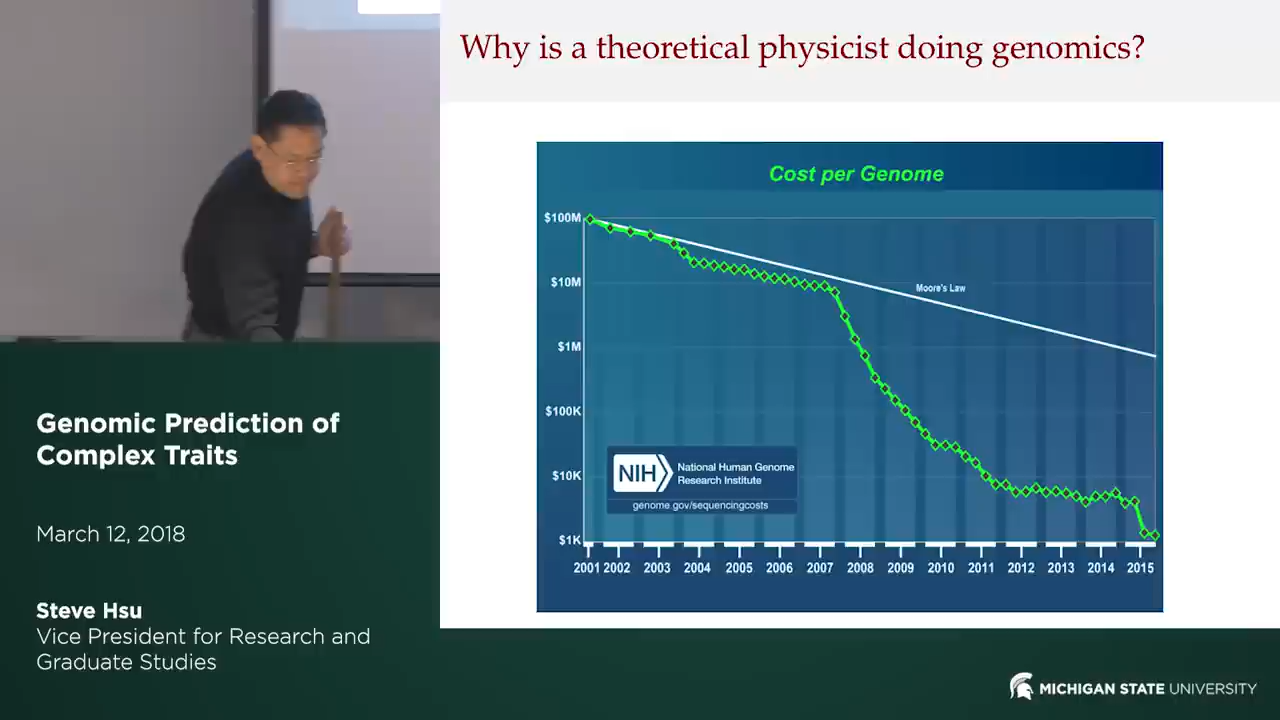 Why is a theoretical physicist doing genomics?
Cost per Genome
$100M
$10M
$1M
$100K
$10K
$1K
Moore's Law
NIH
National Human Genome
Research Institute
genome.gov/sequencingcosts
2001 2002 2003 2004 2005 2006 2007 2008 2009 2010 2011 2012 2013 2014 2015
Genomic Prediction of
Complex Traits
March 12, 2018
Steve Hsu
Vice President for Research and
Graduate Studies
MICHIGAN STATE UNIVERSITY